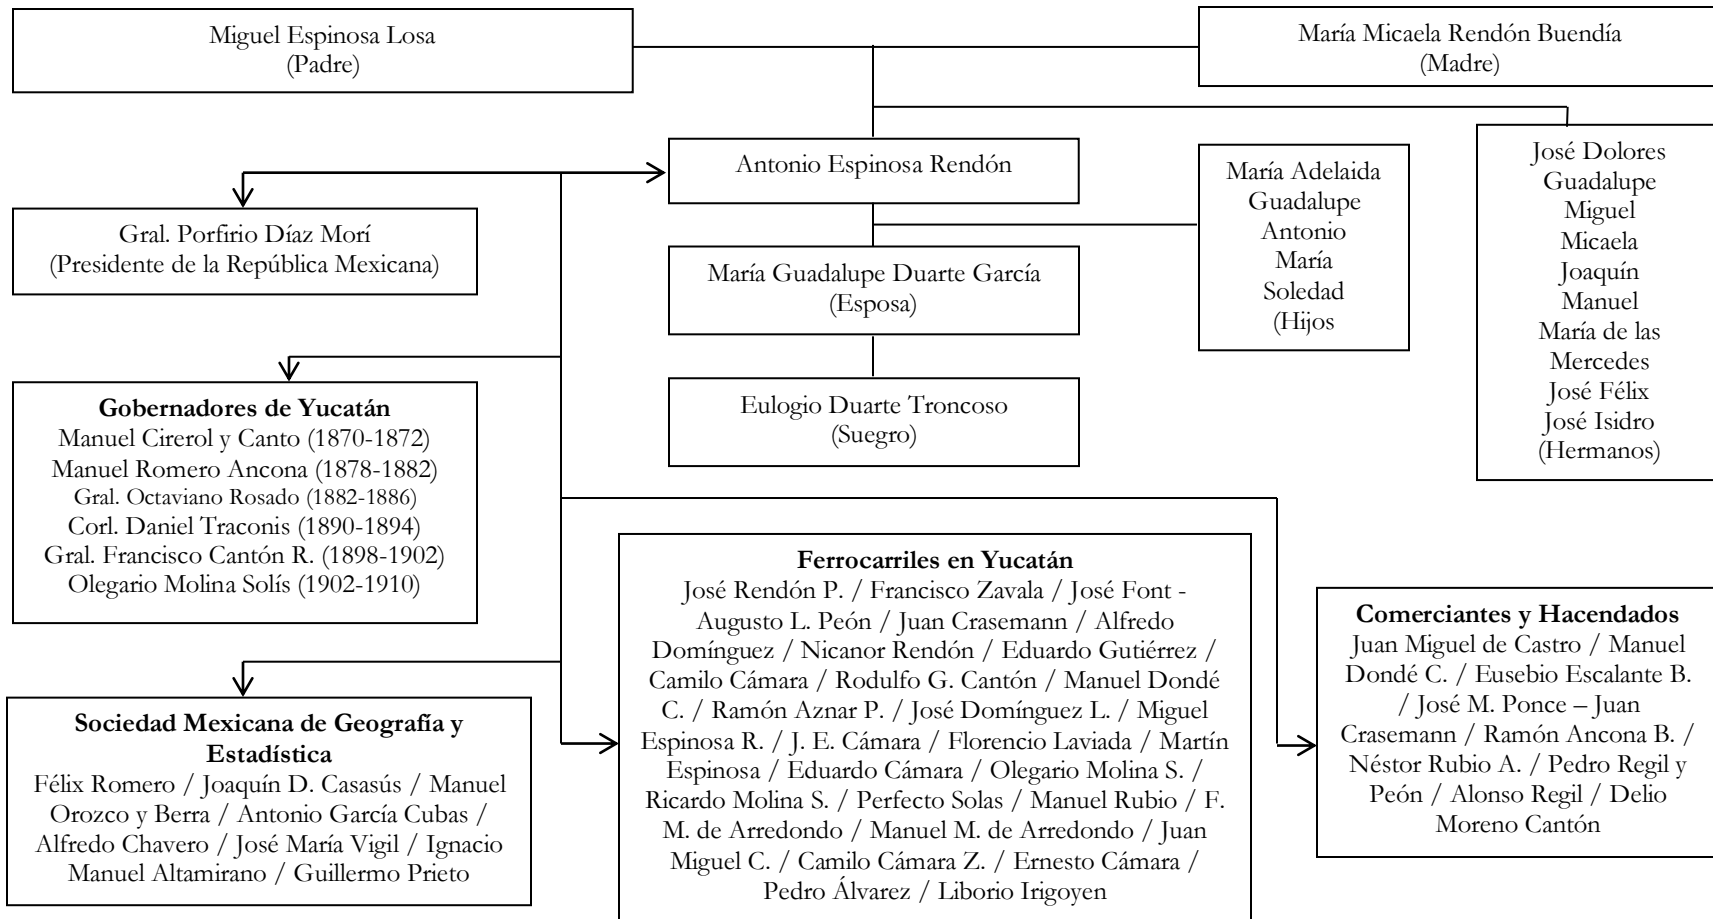 Miguel Espinosa Losa
(Padre)
María Micaela Rendón Buendía
(Madre)
Antonio Espinosa Rendón
María Adelaida
Guadalupe
Antonio
María
Soledad
(Hijos
José Dolores
Guadalupe
Miguel
Micaela
Joaquín
Manuel
María de las
Mercedes
José Félix
José Isidro
(Hermanos)
Gral. Porfirio Díaz Morí
(Presidente de la República Mexicana)
María Guadalupe Duarte García
(Esposa)
Eulogio Duarte Troncoso
(Suegro)
Gobernadores de Yucatán
Manuel Cirerol y Canto (1870-1872)
Manuel Romero Ancona (1878-1882)
Gral. Octaviano Rosado (1882-1886)
Corl. Daniel Traconis (1890-1894)
Gral. Francisco Cantón R. (1898-1902)
Olegario Molina Solís (1902-1910)
Ferrocarriles en Yucatán
José Rendón P. / Francisco Zavala / José Font -
Augusto L. Peón / Juan Crasemann / Alfredo
Domínguez / Nicanor Rendón / Eduardo Gutiérrez /
Camilo Cámara / Rodulfo G. Cantón / Manuel Dondé
C. / Ramón Aznar P. / José Domínguez L. / Miguel
Espinosa R. / J. E. Cámara / Florencio Laviada / Martín
Espinosa / Eduardo Cámara / Olegario Molina S. /
Ricardo Molina S. / Perfecto Solas / Manuel Rubio / F.
M. de Arredondo / Manuel M. de Arredondo / Juan
Miguel C. / Camilo Cámara Z. / Ernesto Cámara /
Pedro Álvarez / Liborio Irigoyen
Comerciantes y Hacendados
Juan Miguel de Castro / Manuel
Dondé C. / Eusebio Escalante B.
/ José M. Ponce – Juan
Crasemann / Ramón Ancona B. /
Néstor Rubio A. / Pedro Regil y
Peón / Alonso Regil / Delio
Moreno Cantón
Sociedad Mexicana de Geografía y
Estadística
Félix Romero / Joaquín D. Casasús / Manuel
Orozco y Berra / Antonio García Cubas /
Alfredo Chavero / José María Vigil / Ignacio
Manuel Altamirano / Guillermo Prieto